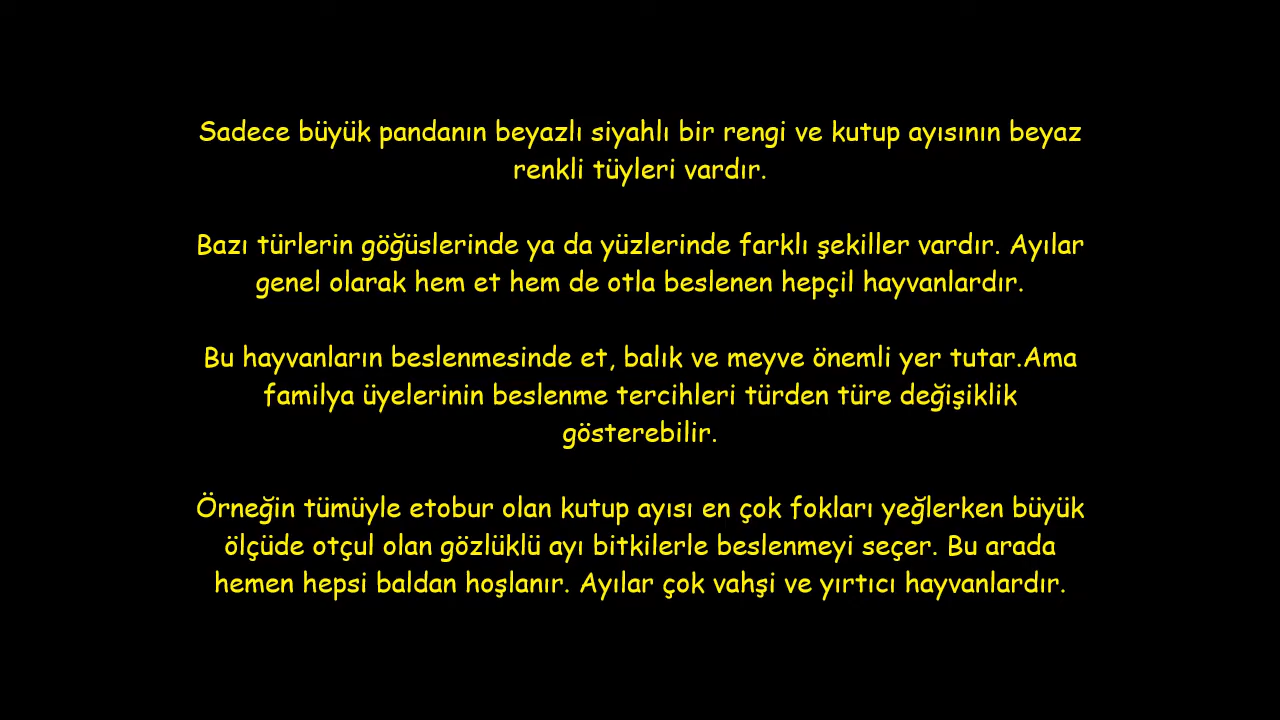 Sadece büyük pandanın beyazlı siyahlı bir rengi ve kutup ayısının beyaz
renkli tüyleri vardır.
Bazı türlerin göğüslerinde ya da yüzlerinde farklı şekiller vardır. Ayılar
genel olarak hem et hem de otla beslenen hepçil hayvanlardır.
Bu hayvanların beslenmesinde et, balık ve meyve önemli yer tutar.Ama
familya üyelerinin beslenme tercihleri türden türe değişiklik
gösterebilir.
Örneğin tümüyle etobur olan kutup ayısı en çok fokları yeğlerken büyük
ölçüde otçul olan gözlüklü ayı bitkilerle beslenmeyi seçer. Bu arada
hemen hepsi baldan hoşlanır. Ayılar çok vahşi ve yırtıcı hayvanlardır.